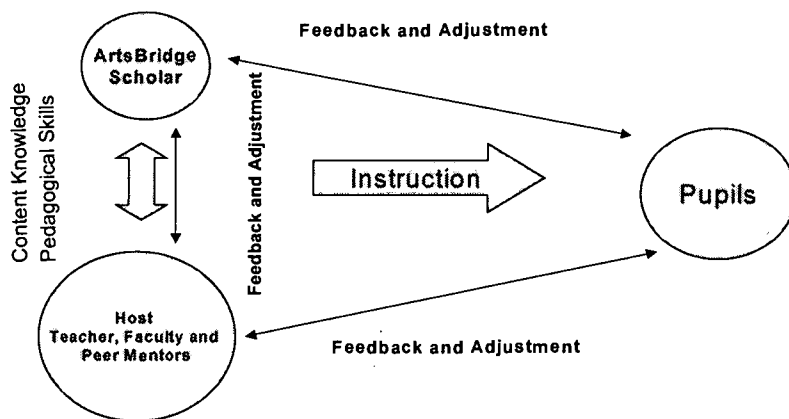 Feedback and Adjustment
ArtsBridge
Scholar
Content Knowledge
Pedagogical Skills
Feedback and Adjustment
Instruction
Pupils
Host
Teacher, Faculty and
Peer Mentors
Feedback and Adjustment